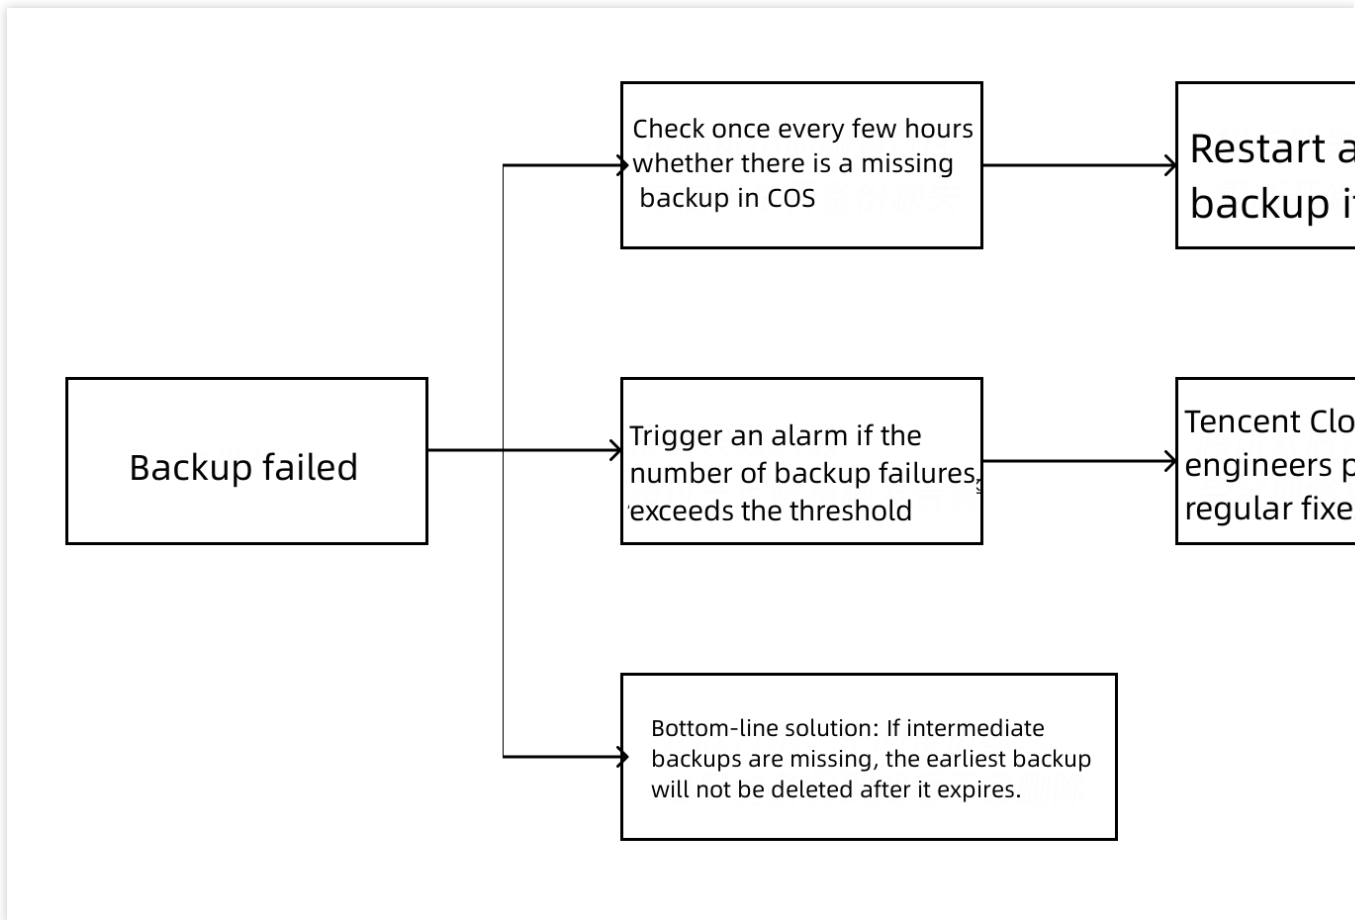 Check once every few hours
whether there is a missing
backup in COS
Restart
backup
Backup failed
Trigger an alarm if the
number of backup failures,
exceeds the threshold
Tencent
engineers
regular
Bottom-line solution: If intermediate
backups are missing, the earliest backup
will not be deleted after it expires.